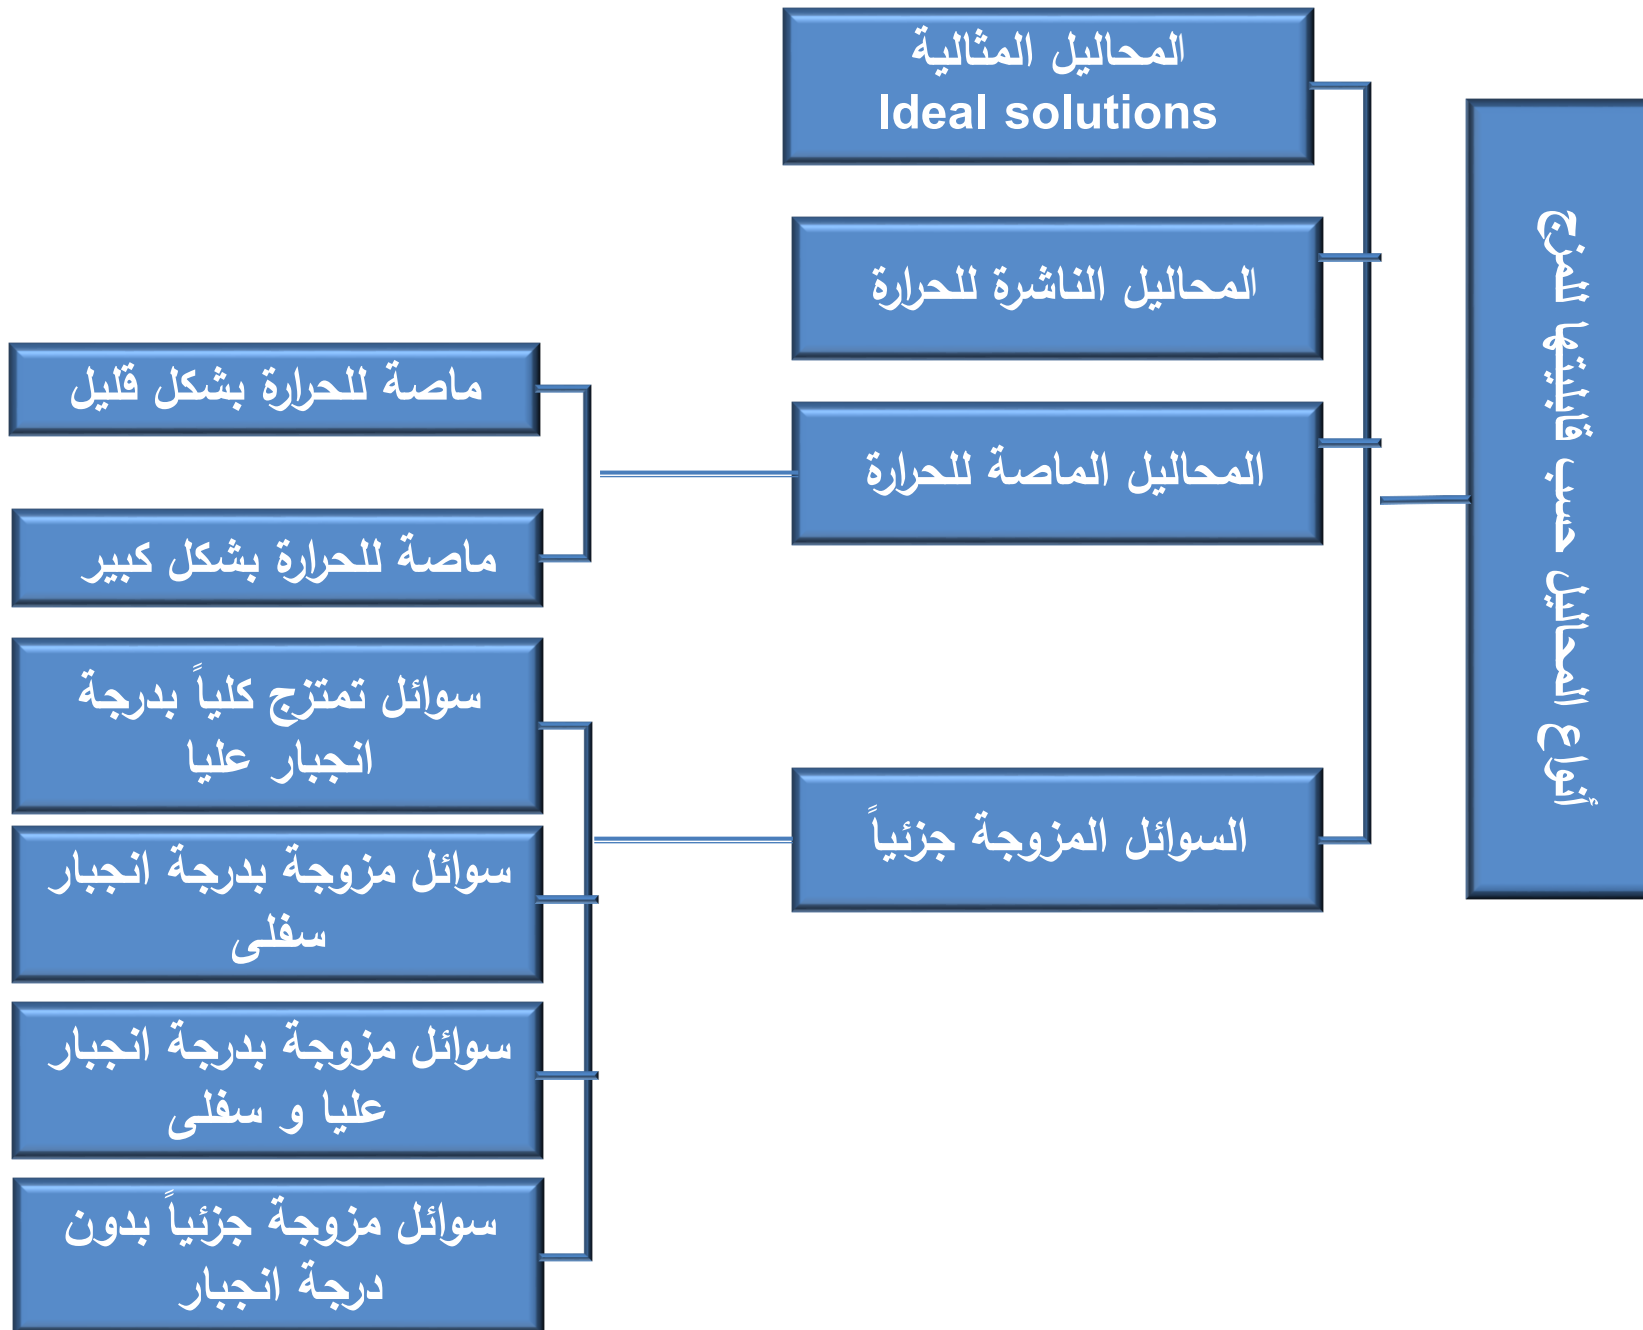 أنواع المحاليل حسب قابليتها للمزج
المحاليل المثالية
Ideal solutions
المحاليل الناشرة للحرارة
المحاليل الماصة للحرارة
ماصة للحرارة بشكل قليل
ماصة للحرارة بشكل كبير
السوائل المزوجة جزئياً
سوائل تمتزج كلياً بدرجة
انجبار عليا
سوائل مزوجة بدرجة انجبار
سفلى
سوائل مزوجة بدرجة انجبار
عليا و سفلى
سوائل مزوجة جزئياً بدون
درجة انجبار